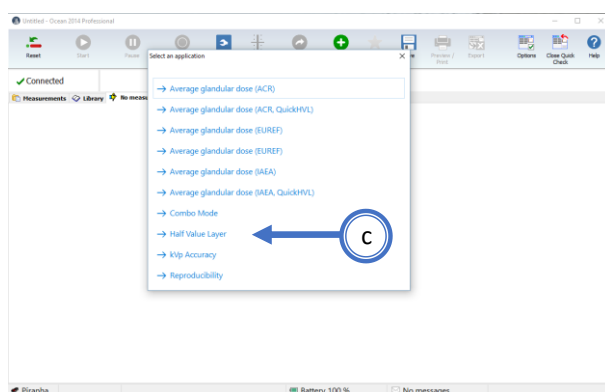 Untitled - Ocean 2014 Professional
Reset Start Pause Preview / Print Export Options Close Quick Check Help
Select an application
Connected
Measurements Library No measu
→ Average glandular dose (ACR)
→ Average glandular dose (ACR, QuickHVL)
→ Average glandular dose (EUREF)
→ Average glandular dose (EUREF)
→ Average glandular dose (IAEA)
→ Average glandular dose (IAEA, QuickHVL)
→ Combo Mode
→ Half Value Layer
c
→ kVp Accuracy
→ Reproducibility
Piranha Battery 100 % No messages